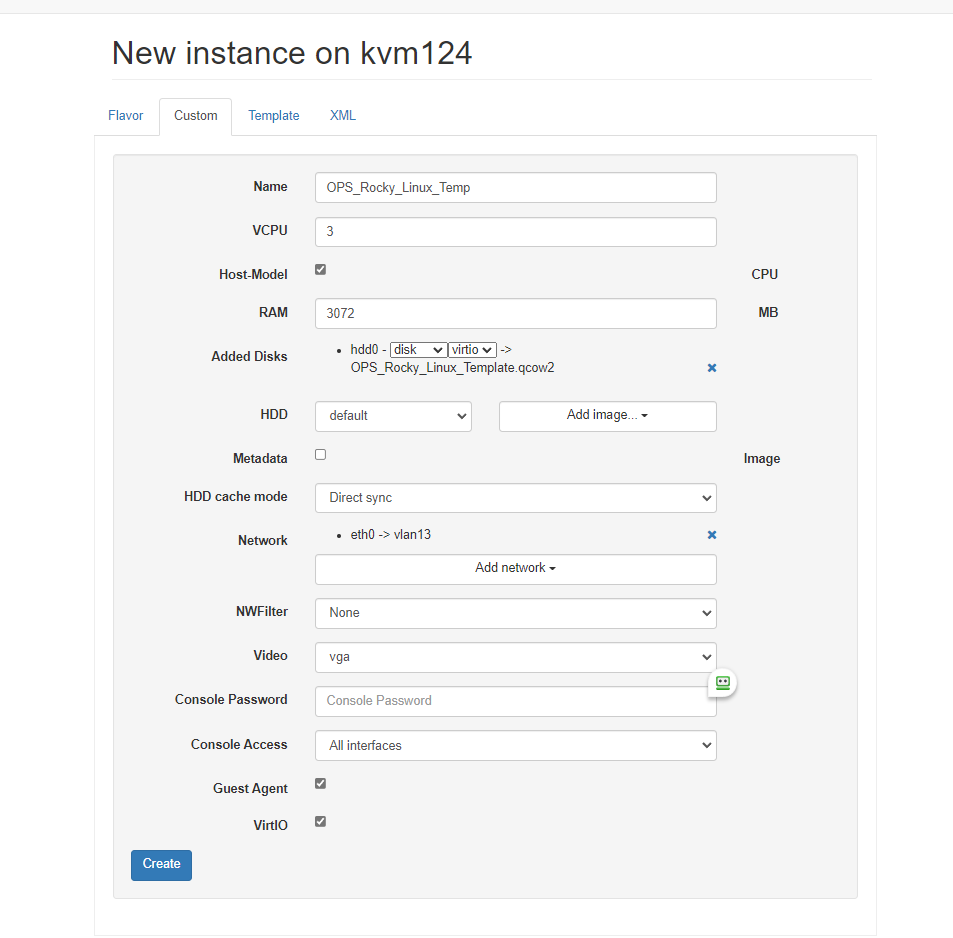 New instance on kvm124
Flavor Custom Template XML
Name OPS_Rocky_Linux_Temp
VCPU 3
Host-Model CPU
RAM 3072 MB
Added Disks hdd0 - disk virtio ->
OPS_Rocky_Linux_Template.qcow2
HDD default Add image...
Metadata Image
HDD cache mode Direct sync
Network eth0 -> vlan13
Add network
NWFilter None
Video vga
Console Password Console Password
Console Access All interfaces
Guest Agent
VirtIO
Create